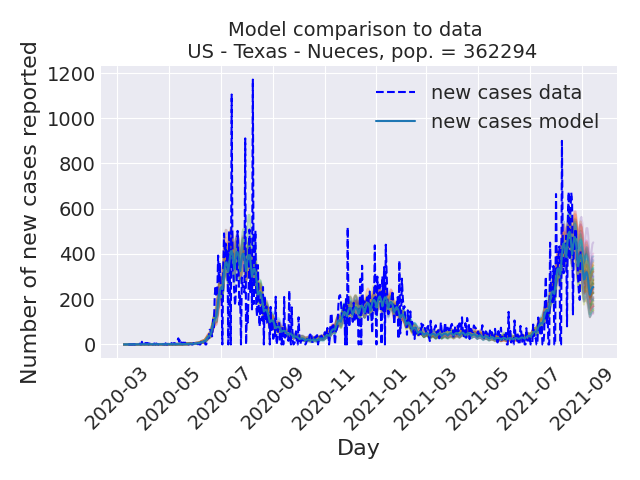 Model comparison to data
US - Texas - Nueces, pop. = 362294
Number of new cases reported
1200
1000
800
600
400
200
0
new cases data
new cases model
2020-03
2020-05
2020-07
2020-09
2020-11
2021-01
2021-03
2021-05
2021-07
2021-09
Day